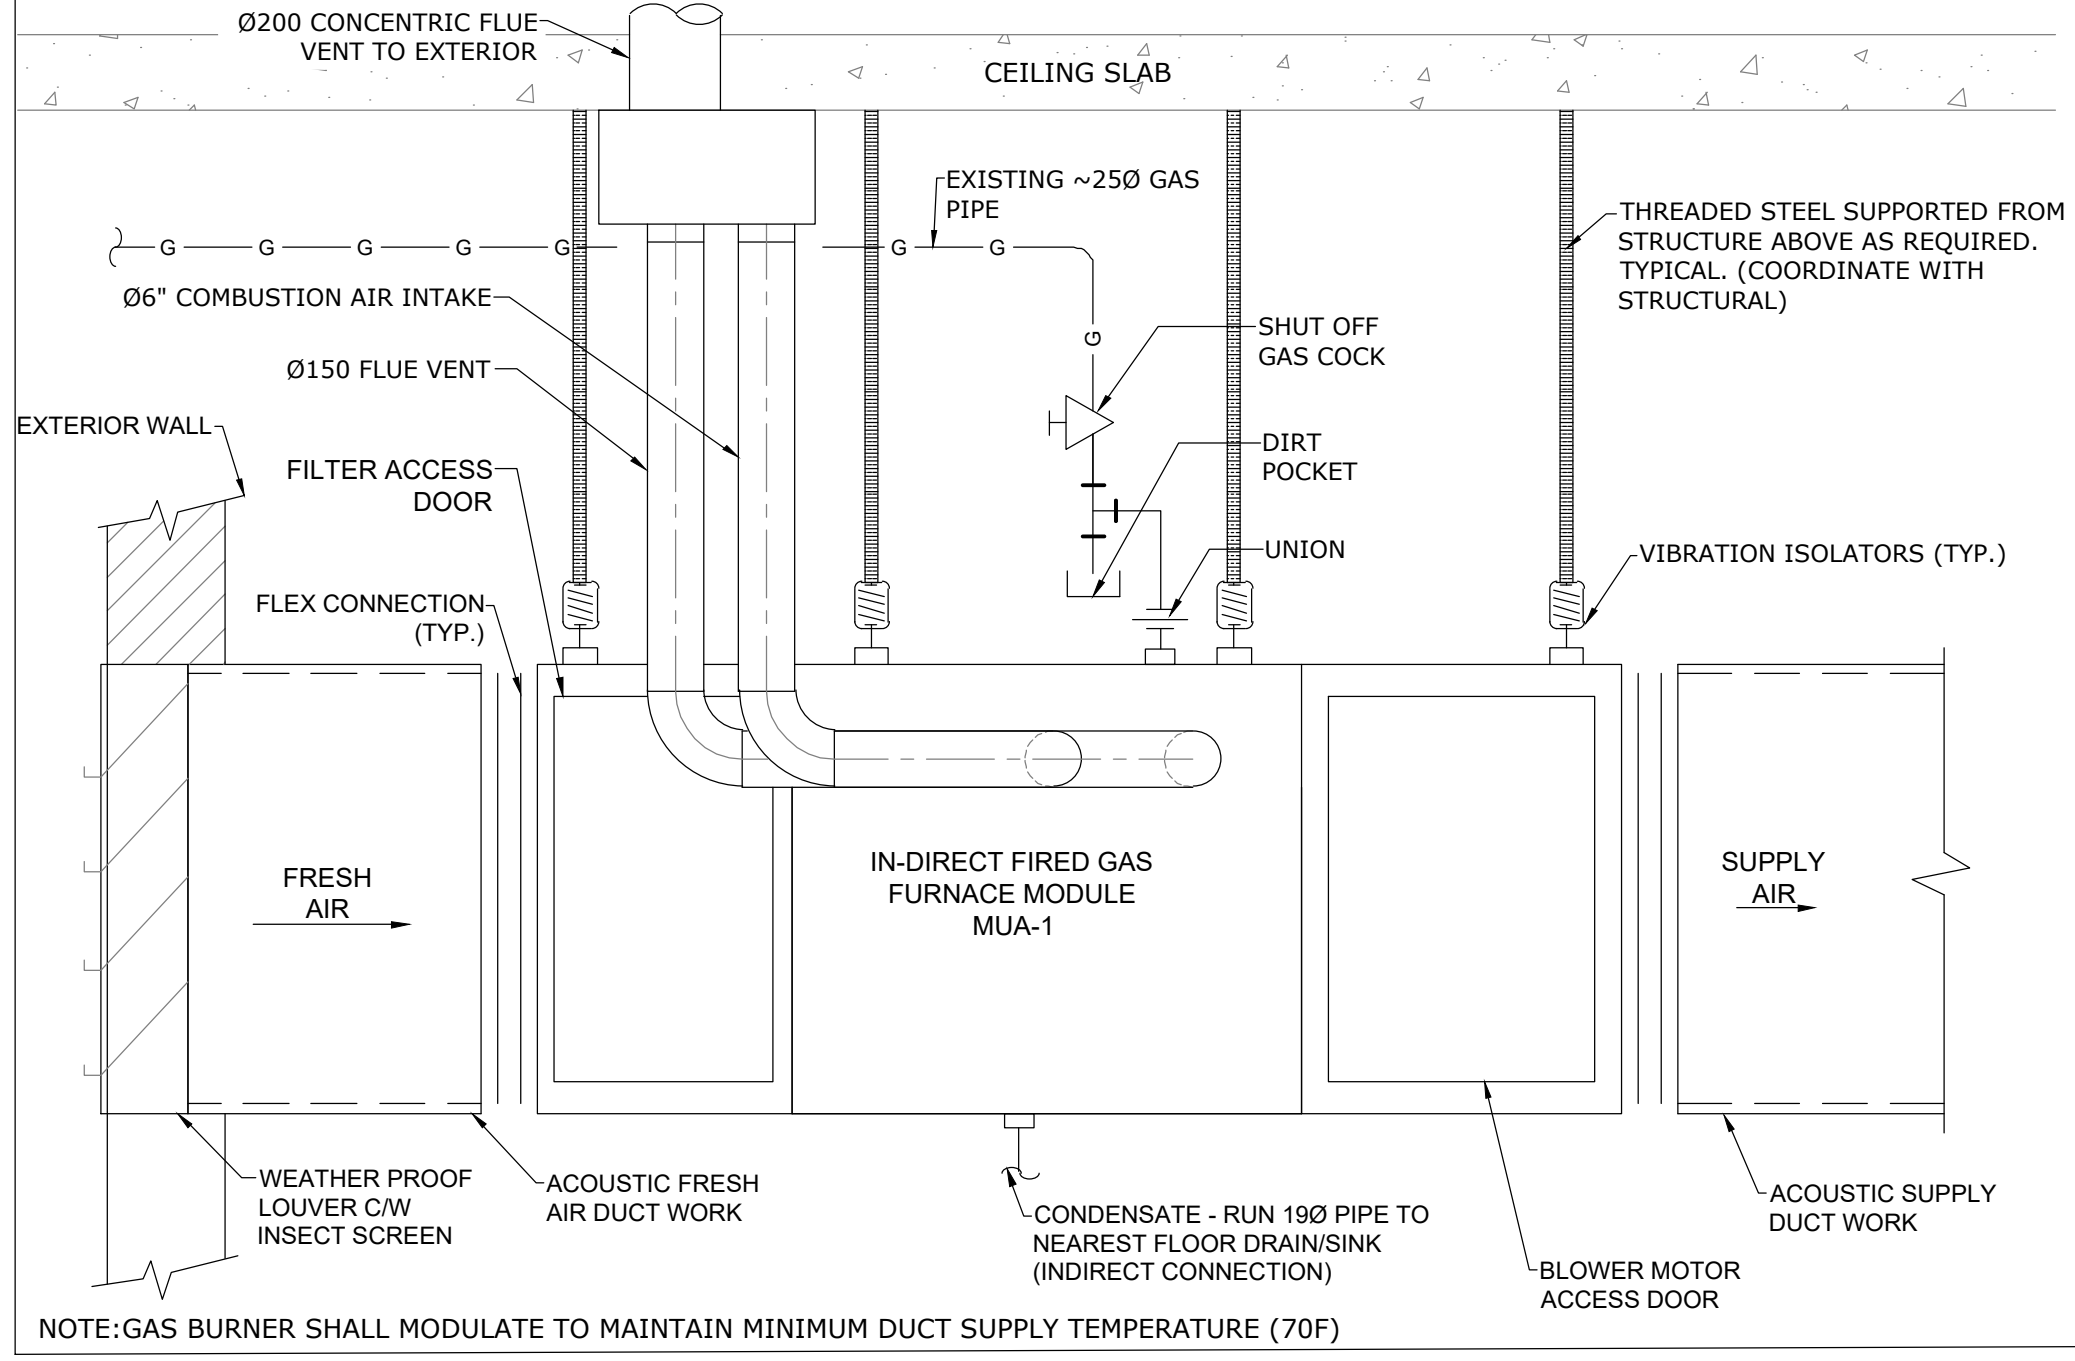 Ø200 CONCENTRIC FLUE
VENT TO EXTERIOR
CEILING SLAB
EXISTING ~25Ø GAS
PIPE
THREADED STEEL SUPPORTED FROM
STRUCTURE ABOVE AS REQUIRED.
TYPICAL. (COORDINATE WITH
STRUCTURAL)
G G G G G G G
G
Ø6" COMBUSTION AIR INTAKE
SHUT OFF
GAS COCK
Ø150 FLUE VENT
EXTERIOR WALL
FILTER ACCESS
DOOR
DIRT
POCKET
UNION
VIBRATION ISOLATORS (TYP.)
FLEX CONNECTION
(TYP.)
FRESH
AIR
IN-DIRECT FIRED GAS
FURNACE MODULE
MUA-1
SUPPLY
AIR
WEATHER PROOF
LOUVER C/W
INSECT SCREEN
ACOUSTIC FRESH
AIR DUCT WORK
CONDENSATE - RUN 19Ø PIPE TO
NEAREST FLOOR DRAIN/SINK
(INDIRECT CONNECTION)
ACOUSTIC SUPPLY
DUCT WORK
BLOWER MOTOR
ACCESS DOOR
NOTE:GAS BURNER SHALL MODULATE TO MAINTAIN MINIMUM DUCT SUPPLY TEMPERATURE (70F)